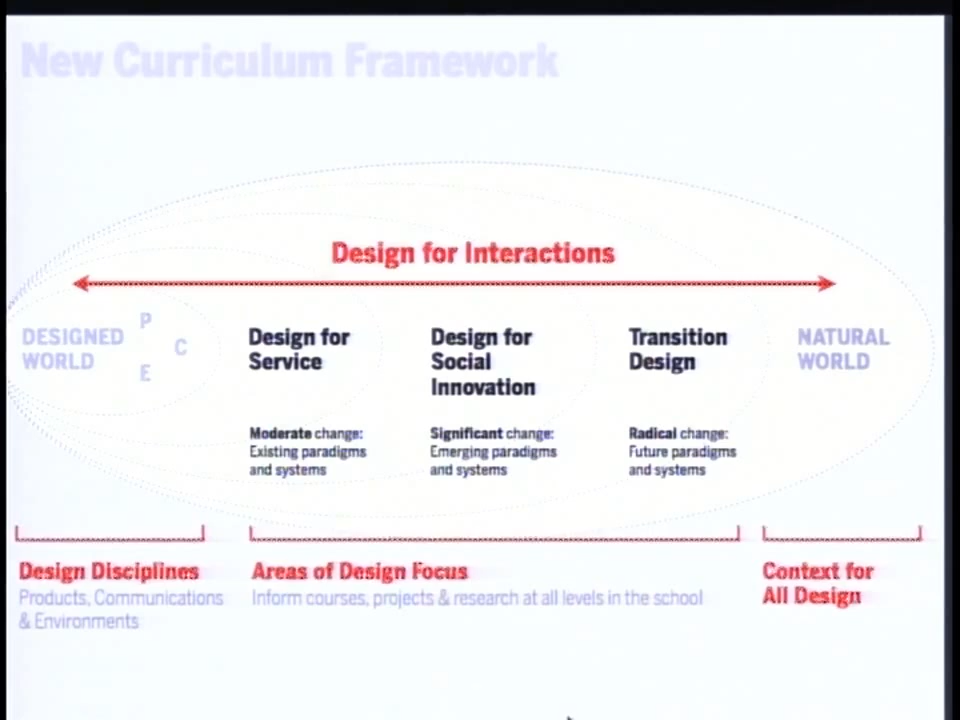 New Curriculum Framework
Design for Interactions
DESIGNED
WORLD
P
C
E
Design for
Service
Design for
Social
Innovation
Transition
Design
NATURAL
WORLD
Moderate change:
Existing paradigms
and systems
Significant change:
Emerging paradigms
and systems
Radical change:
Future paradigms
and systems
Design Disciplines
Products, Communications
& Environments
Areas of Design Focus
Inform courses, projects & research at all levels in the school
Context for
All Design